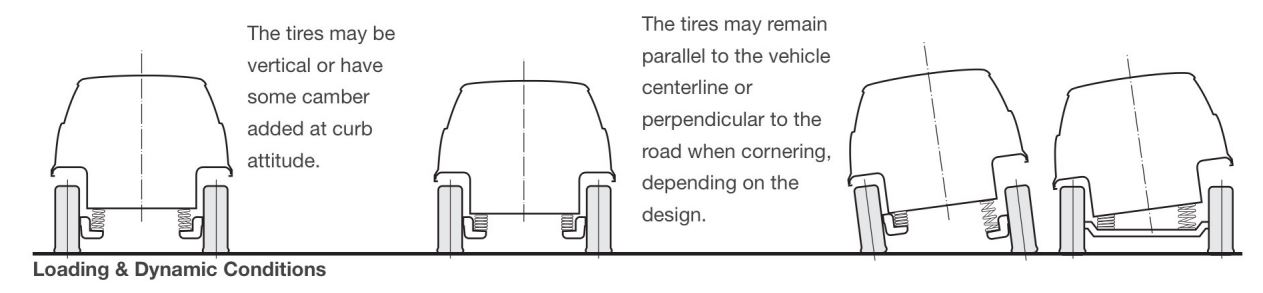 The tires may be
vertical or have
some camber
added at curb
attitude.
The tires may remain
parallel to the vehicle
centerline or
perpendicular to the
road when cornering,
depending on the
design.
Loading & Dynamic Conditions